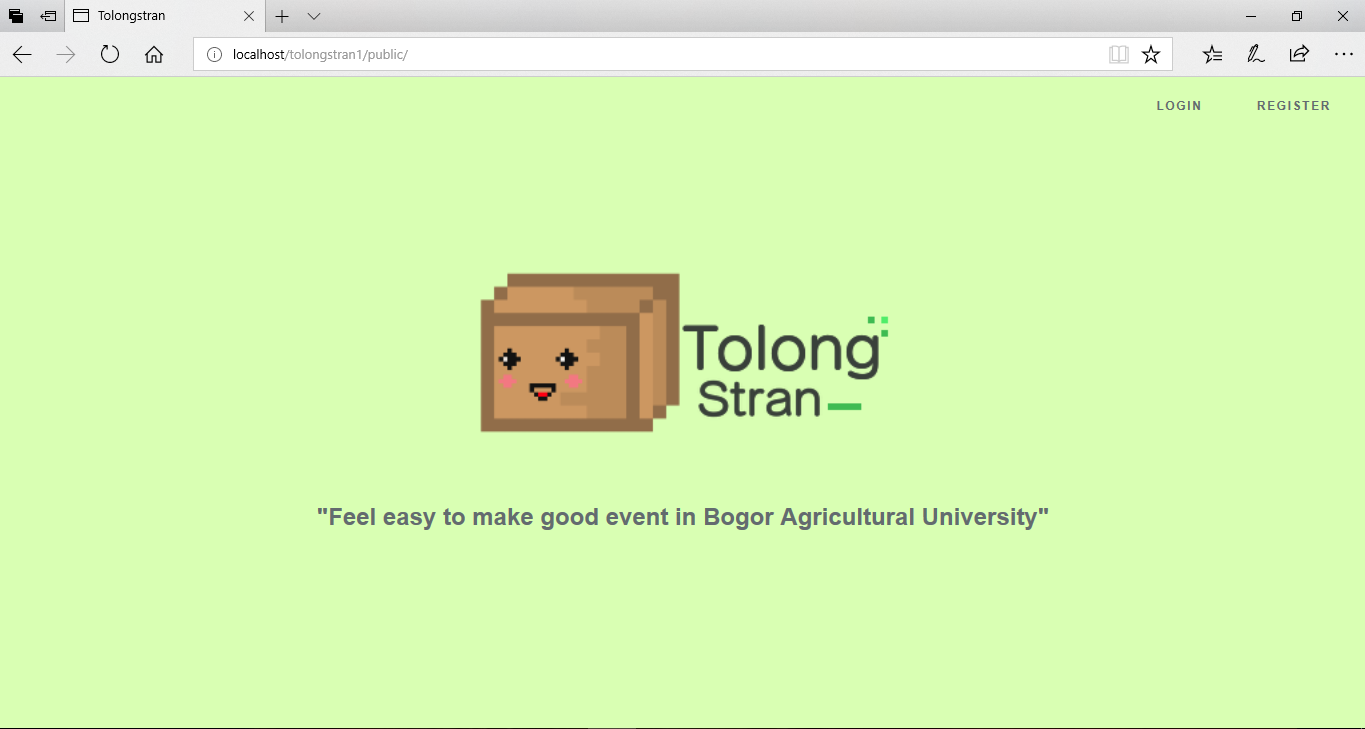 Tolongstran
localhost/tolongstran1/public/
LOGIN REGISTER
Tolong
Stran
"Feel easy to make good event in Bogor Agricultural University"